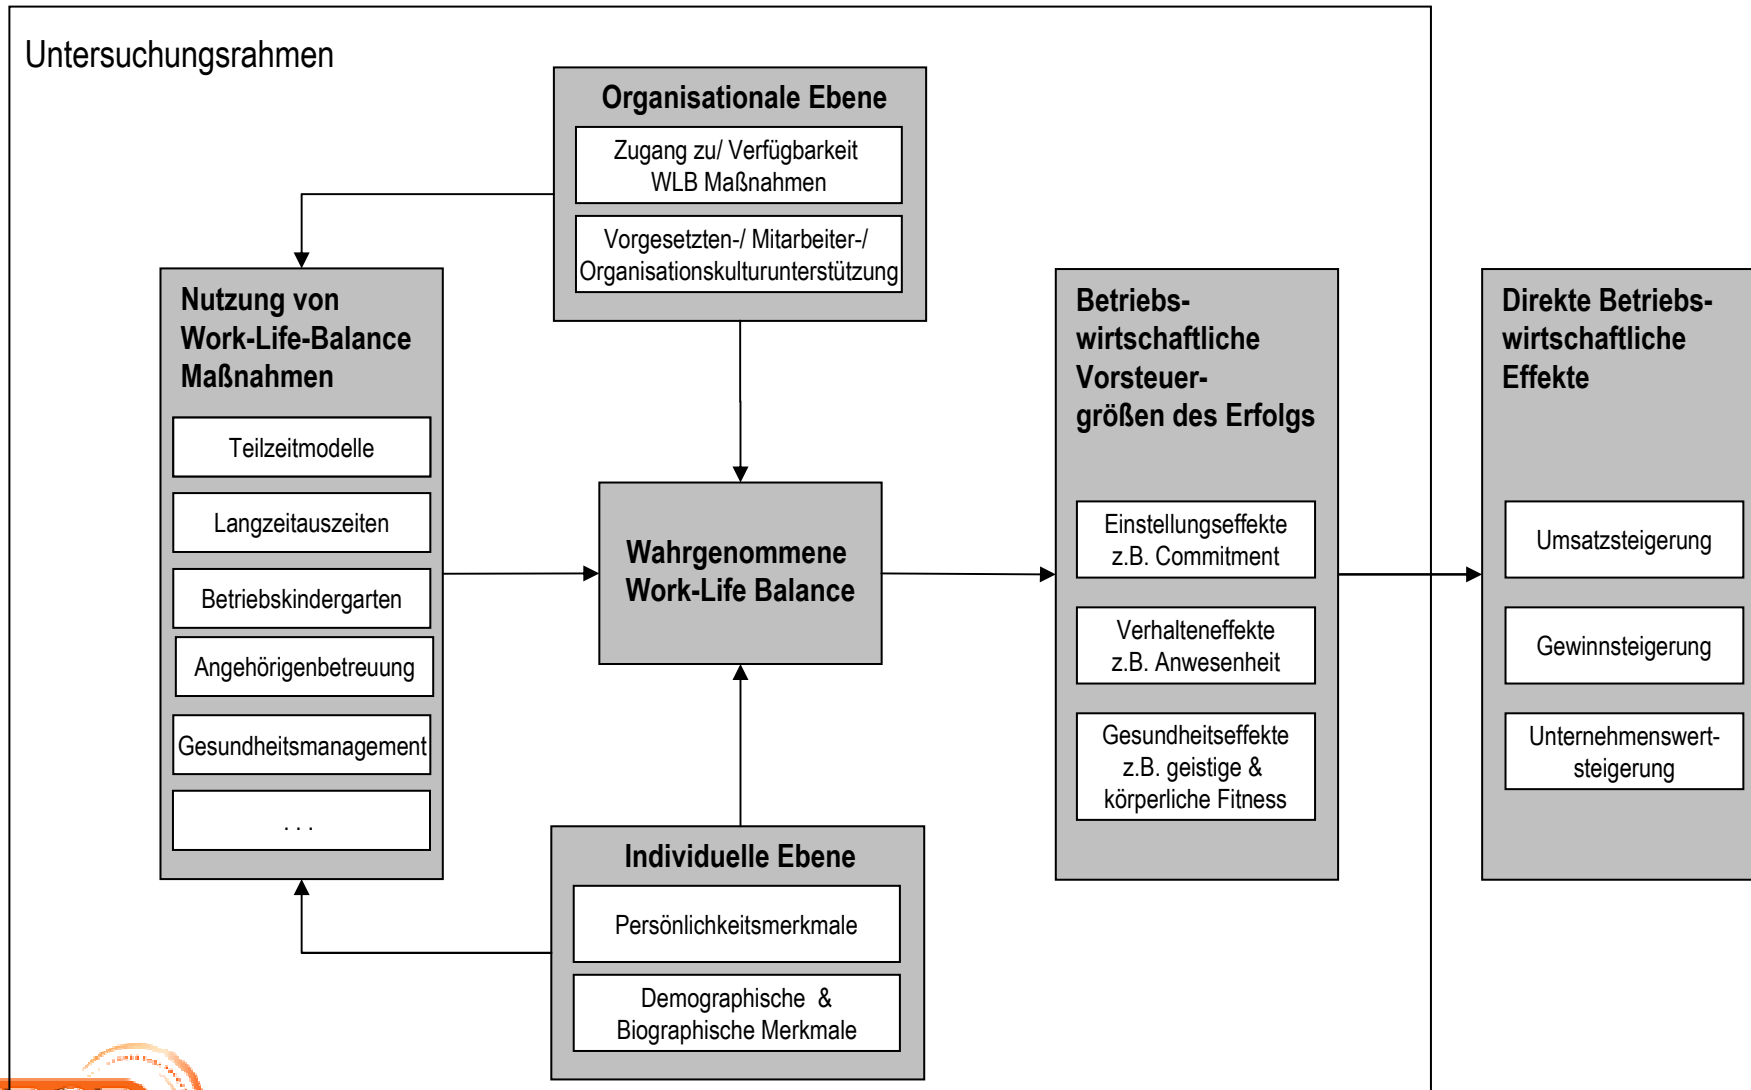 Untersuchungsrahmen
Organisationale Ebene
Zugang zu/ Verfügbarkeit
WLB Maßnahmen
Vorgesetzten-/ Mitarbeiter-/
Organisationskulturunterstützung
Nutzung von
Work-Life-Balance
Maßnahmen
Teilzeitmodelle
Langzeitauszeiten
Betriebskindergarten
Angehörigenbetreuung
Gesundheitsmanagement
. . .
Wahrgenommene
Work-Life Balance
Individuelle Ebene
Persönlichkeitsmerkmale
Demographische &
Biographische Merkmale
Betriebs-
wirtschaftliche
Vorsteuer-
größen des Erfolgs
Einstellungseffekte
z.B. Commitment
Verhalteneffekte
z.B. Anwesenheit
Gesundheitseffekte
z.B. geistige &
körperliche Fitness
Direkte Betriebs-
wirtschaftliche
Effekte
Umsatzsteigerung
Gewinnsteigerung
Unternehmenswert-
steigerung